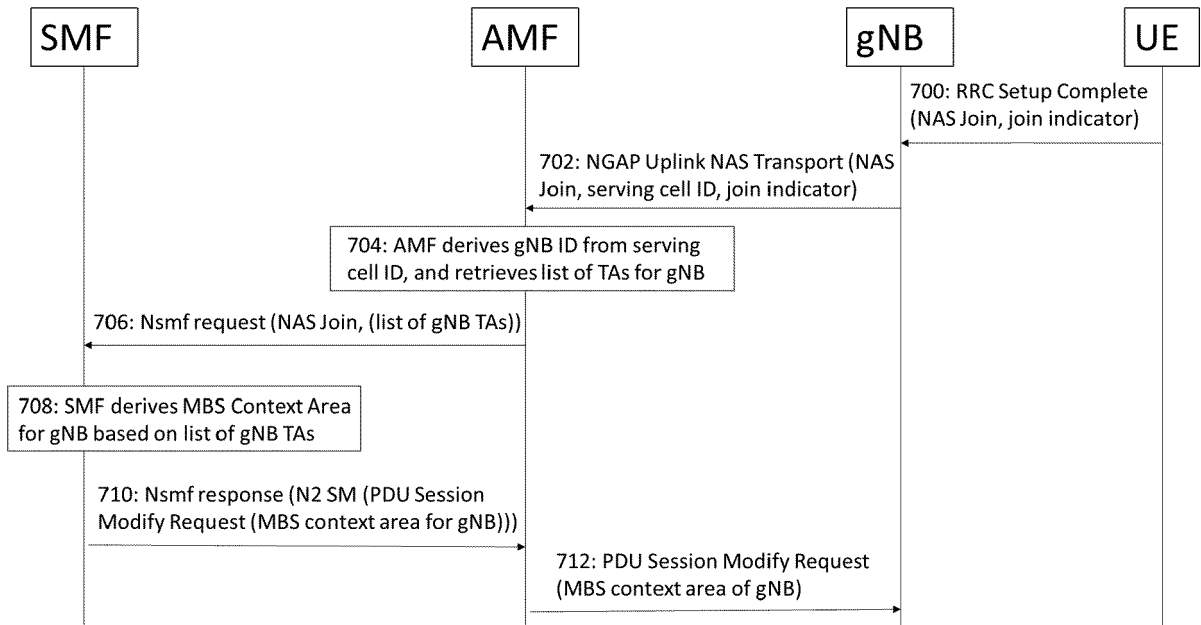 SMF
AMF
gNB
UE
700: RRC Setup Complete
(NAS Join, join indicator)
702: NGAP Uplink NAS Transport (NAS
Join, serving cell ID, join indicator)
704: AMF derives gNB ID from serving
cell ID, and retrieves list of TAs for gNB
706: Nsmf request (NAS Join, (list of gNB TAs))
708: SMF derives MBS Context Area
for gNB based on list of gNB TAs
710: Nsmf response (N2 SM (PDU Session
Modify Request (MBS context area for gNB)))
712: PDU Session Modify Request
(MBS context area of gNB)